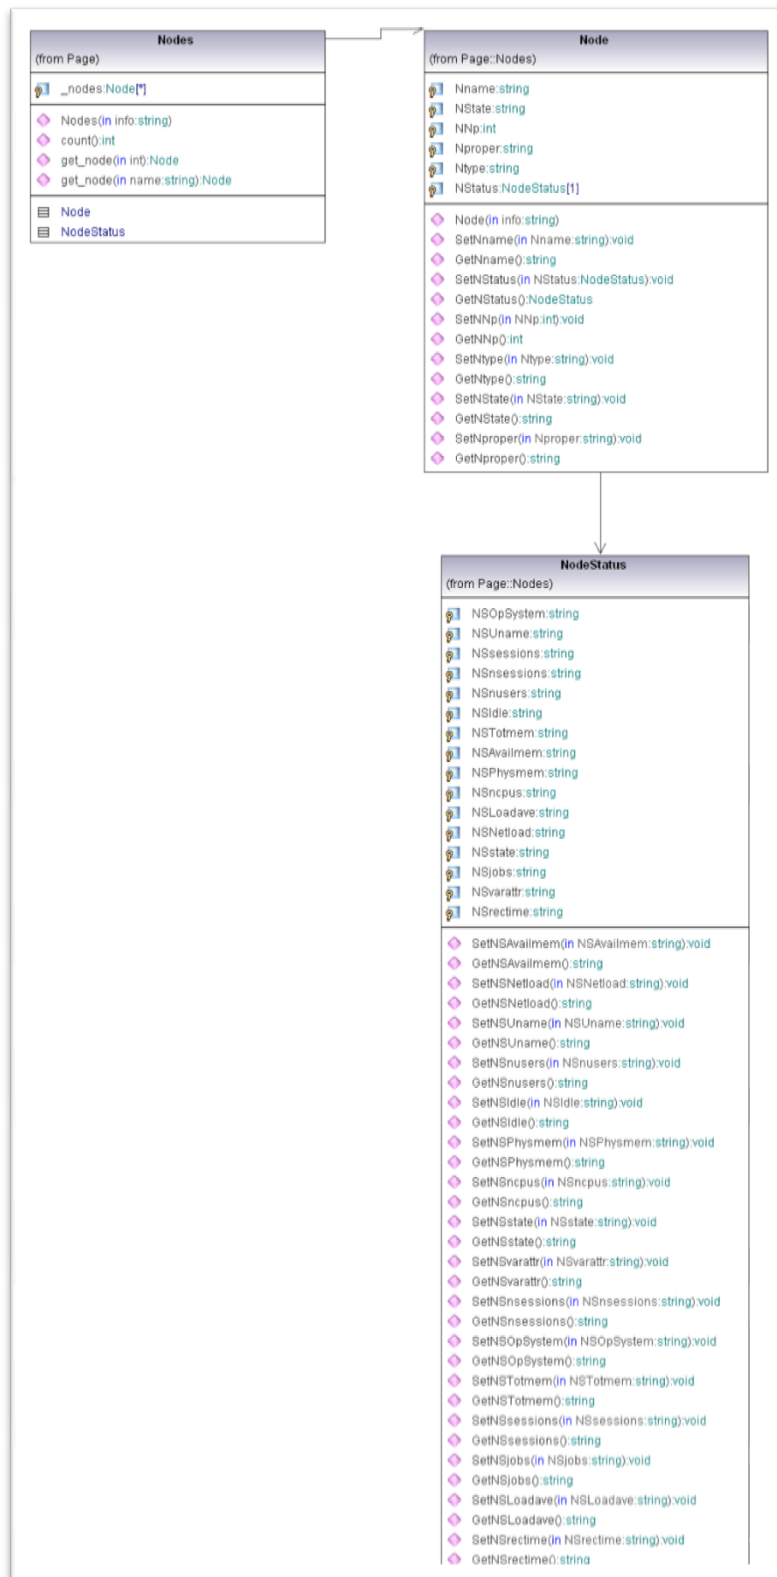 Nodes
(from Page)
_nodes:Node[*]
Nodes(in info:string)
count():int
get_node(in int):Node
get_node(in name:string):Node
Node
NodeStatus
Node
(from Page::Nodes)
Nname:string
NState:string
NNp:int
Nproper:string
Ntype:string
NStatus:NodeStatus[1]
Node(in info:string)
SetNname(in Nname:string):void
GetNname():string
SetNStatus(in NStatus:NodeStatus):void
GetNStatus():NodeStatus
SetNNp(in NNp:int):void
GetNNp():int
SetNtype(in Ntype:string):void
GetNtype():string
SetNState(in NState:string):void
GetNState():string
SetNproper(in Nproper:string):void
GetNproper():string
NodeStatus
(from Page::Nodes)
NSOpSystem:string
NSUname:string
NSsessions:string
NSnsessions:string
NSnusers:string
NSIdle:string
NSTotmem:string
NSAvailmem:string
NSPhysmem:string
NSncpus:string
NSLoadave:string
NSNetload:string
NSstate:string
NSjobs:string
NSvarattr:string
NSrectime:string
SetNSAvailmem(in NSAvailmem:string):void
GetNSAvailmem():string
SetNSNetload(in NSNetload:string):void
GetNSNetload():string
SetNSUname(in NSUname:string):void
GetNSUname():string
SetNSnusers(in NSnusers:string):void
GetNSnusers():string
SetNSIdle(in NSIdle:string):void
GetNSIdle():string
SetNSPhysmem(in NSPhysmem:string):void
GetNSPhysmem():string
SetNSncpus(in NSncpus:string):void
GetNSncpus():string
SetNSstate(in NSstate:string):void
GetNSstate():string
SetNSvarattr(in NSvarattr:string):void
GetNSvarattr():string
SetNSnsessions(in NSnsessions:string):void
GetNSnsessions():string
SetNSOpSystem(in NSOpSystem:string):void
GetNSOpSystem():string
SetNSTotmem(in NSTotmem:string):void
GetNSTotmem():string
SetNSsessions(in NSsessions:string):void
GetNSsessions():string
SetNSjobs(in NSjobs:string):void
GetNSjobs():string
SetNSLoadave(in NSLoadave:string):void
GetNSLoadave():string
SetNSrectime(in NSrectime:string):void
GetNSrectime():string